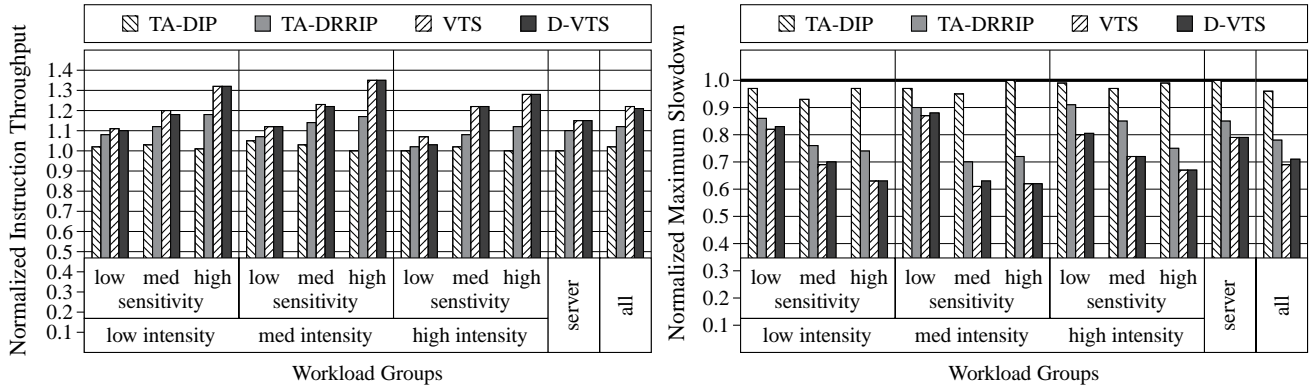 TA-DIP TA-DRRIP VTS D-VTS
Normalized Instruction Throughput
1.4
1.3
1.2
1.1
1.0
0.9
0.8
0.7
0.6
0.5
0.4
0.3
0.2
0.1
low med high low med high low med high
sensitivity sensitivity sensitivity
low intensity med intensity high intensity
server
all
Workload Groups
TA-DIP TA-DRRIP VTS D-VTS
Normalized Maximum Slowdown
1.0
0.9
0.8
0.7
0.6
0.5
0.4
0.3
0.2
0.1
low med high low med high low med high
sensitivity sensitivity sensitivity
low intensity med intensity high intensity
server
all
Workload Groups